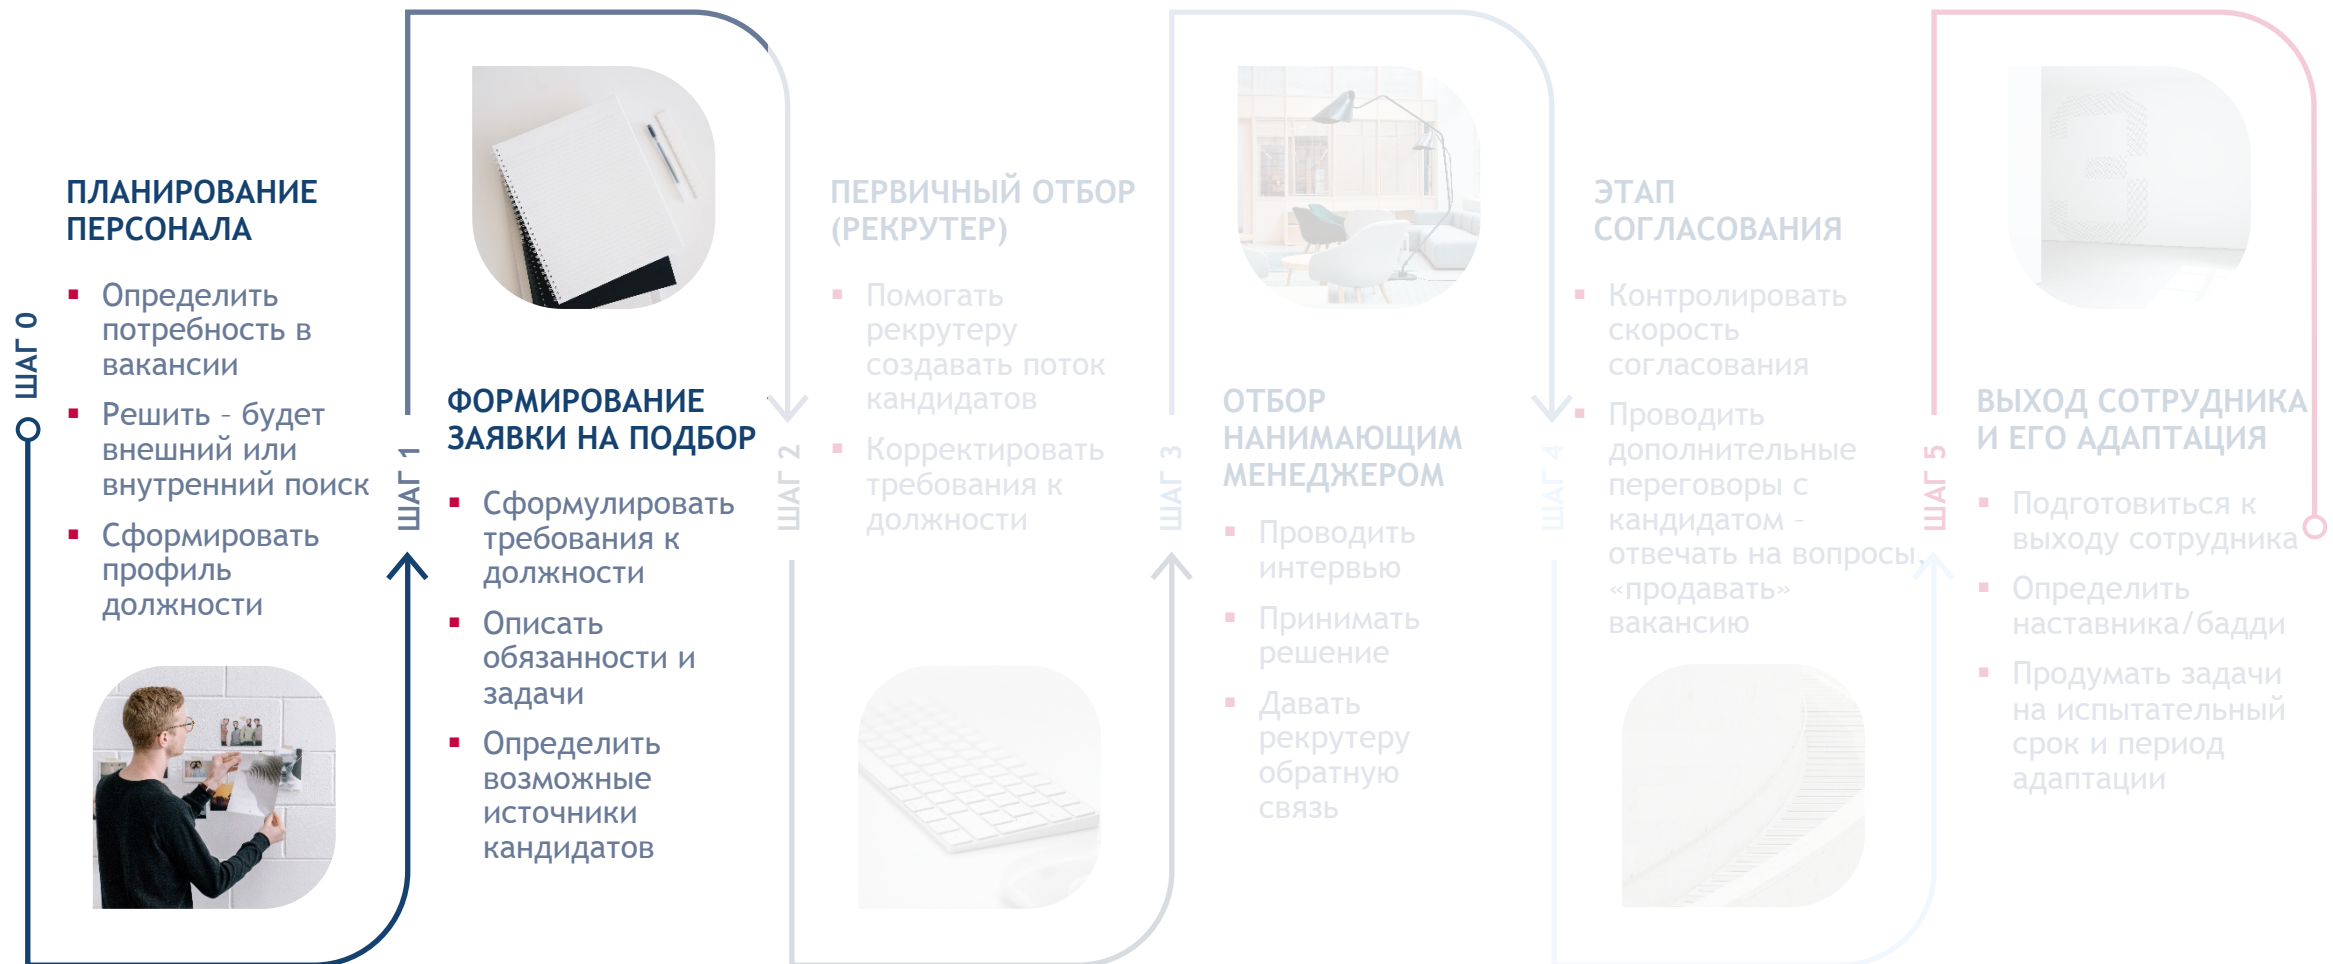 ШАГ 0
ПЛАНИРОВАНИЕ
ПЕРСОНАЛА
Определить
потребность в
вакансии
Решить – будет
внешний или
внутренний поиск
Сформировать
профиль
должности
ШАГ 1
ФОРМИРОВАНИЕ
ЗАЯВКИ НА ПОДБОР
Сформулировать
требования к
должности
Описать
обязанности и
задачи
Определить
возможные
источники
кандидатов
ШАГ 2
ПЕРВИЧНЫЙ ОТБОР
(РЕКРУТЕР)
Помогать
рекрутеру
создавать поток
кандидатов
Корректировать
требования к
должности
ШАГ 3
ОТБОР
НАНИМАЮЩИМ
МЕНЕДЖЕРОМ
Проводить
интервью
Принимать
решение
Давать
рекрутеру
обратную
связь
ШАГ 4
ЭТАП
СОГЛАСОВАНИЯ
Контролировать
скорость
согласования
Проводить
дополнительные
переговоры с
кандидатом –
отвечать на вопросы,
«продавать»
вакансию
ШАГ 5
ВЫХОД СОТРУДНИКА
И ЕГО АДАПТАЦИЯ
Подготовиться к
выходу сотрудника
Определить
наставника/бадди
Продумать задачи
на испытательный
срок и период
адаптации